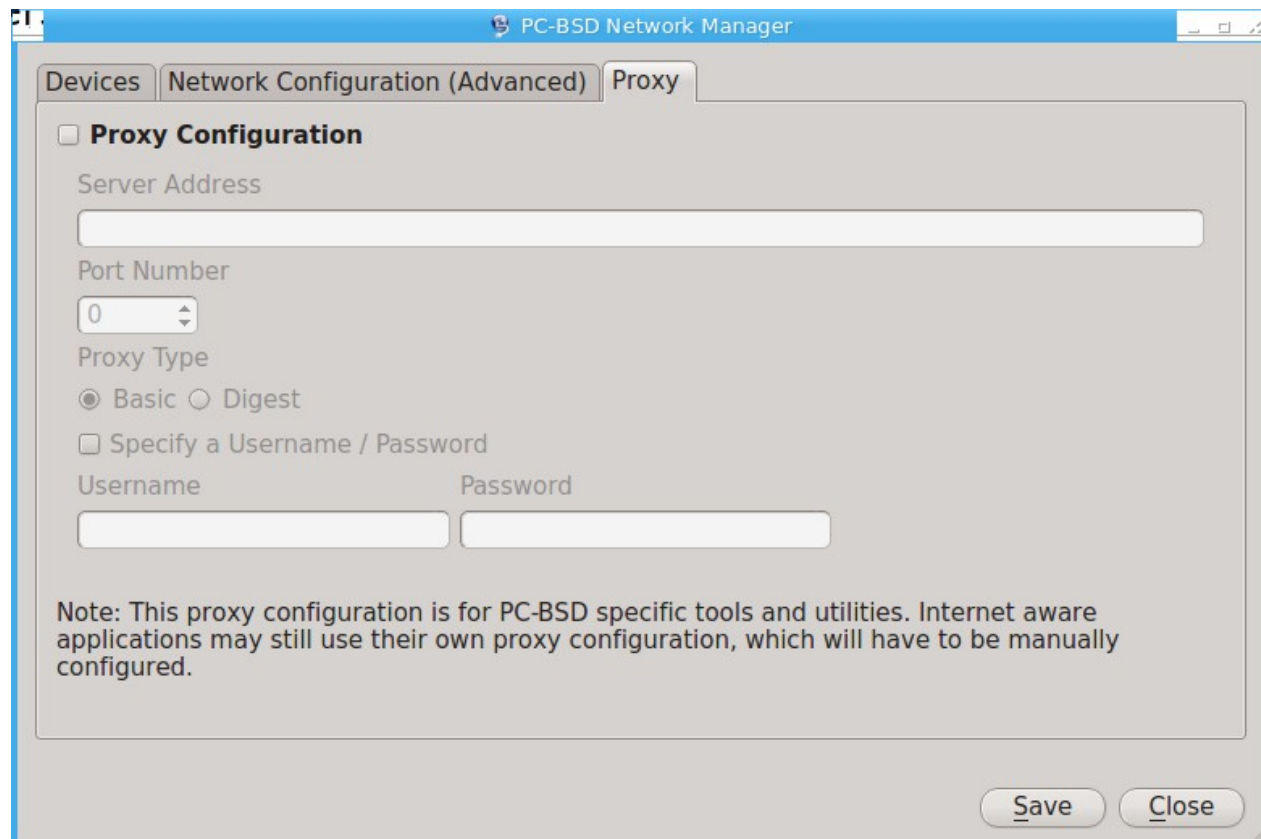 PC-BSD Network Manager
Devices Network Configuration (Advanced) Proxy
Proxy Configuration
Server Address
Port Number
0
Proxy Type
Basic Digest
Specify a Username / Password
Username Password
Note: This proxy configuration is for PC-BSD specific tools and utilities. Internet aware
applications may still use their own proxy configuration, which will have to be manually
configured.
Save Close